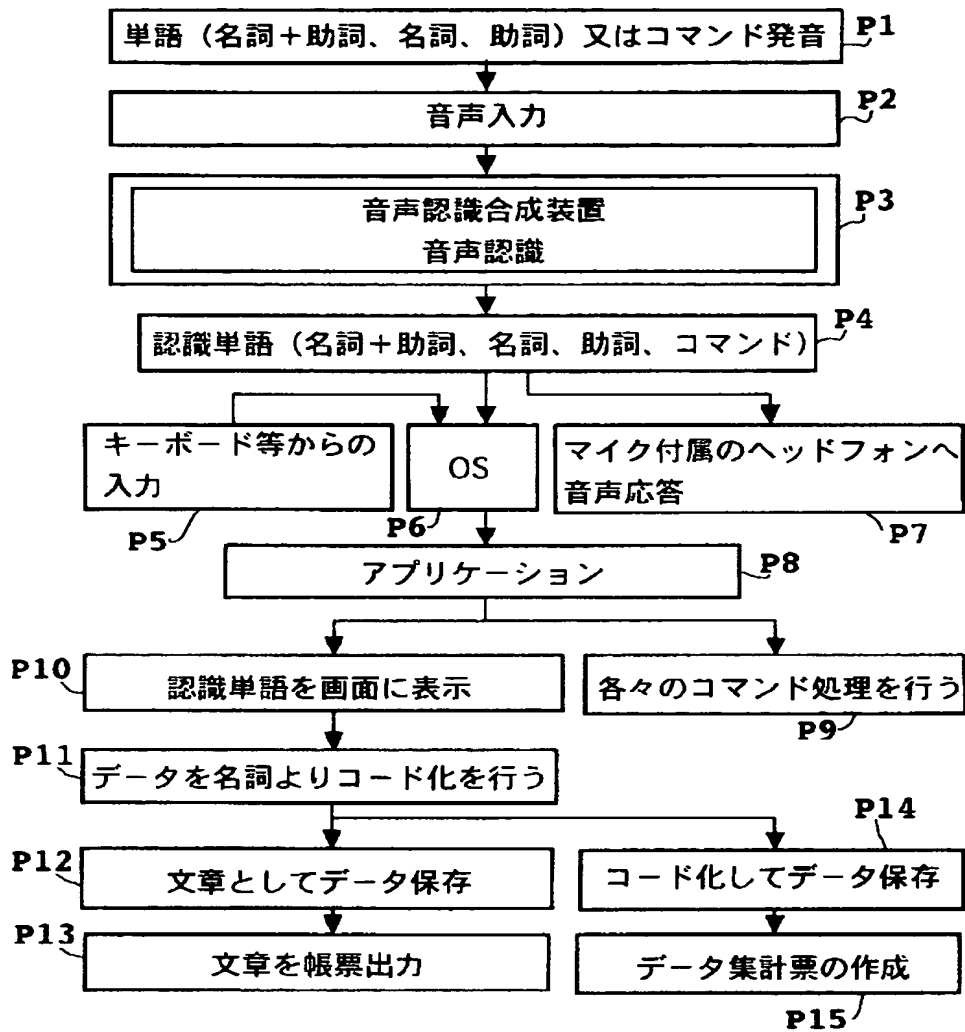 単語（名詞＋助詞、名詞、助詞）又はコマンド発音
P1
音声入力
P2
音声認識合成装置
音声認識
P3
認識単語（名詞＋助詞、名詞、助詞、コマンド）
P4
キーボード等からの
入力
P5
OS
P6
マイク付属のヘッドフォンへ
音声応答
P7
アプリケーション
P8
P10
認識単語を画面に表示
各々のコマンド処理を行う
P9
P11
データを名詞よりコード化を行う
P12
文章としてデータ保存
P14
コード化してデータ保存
P13
文章を帳票出力
データ集計票の作成
P15